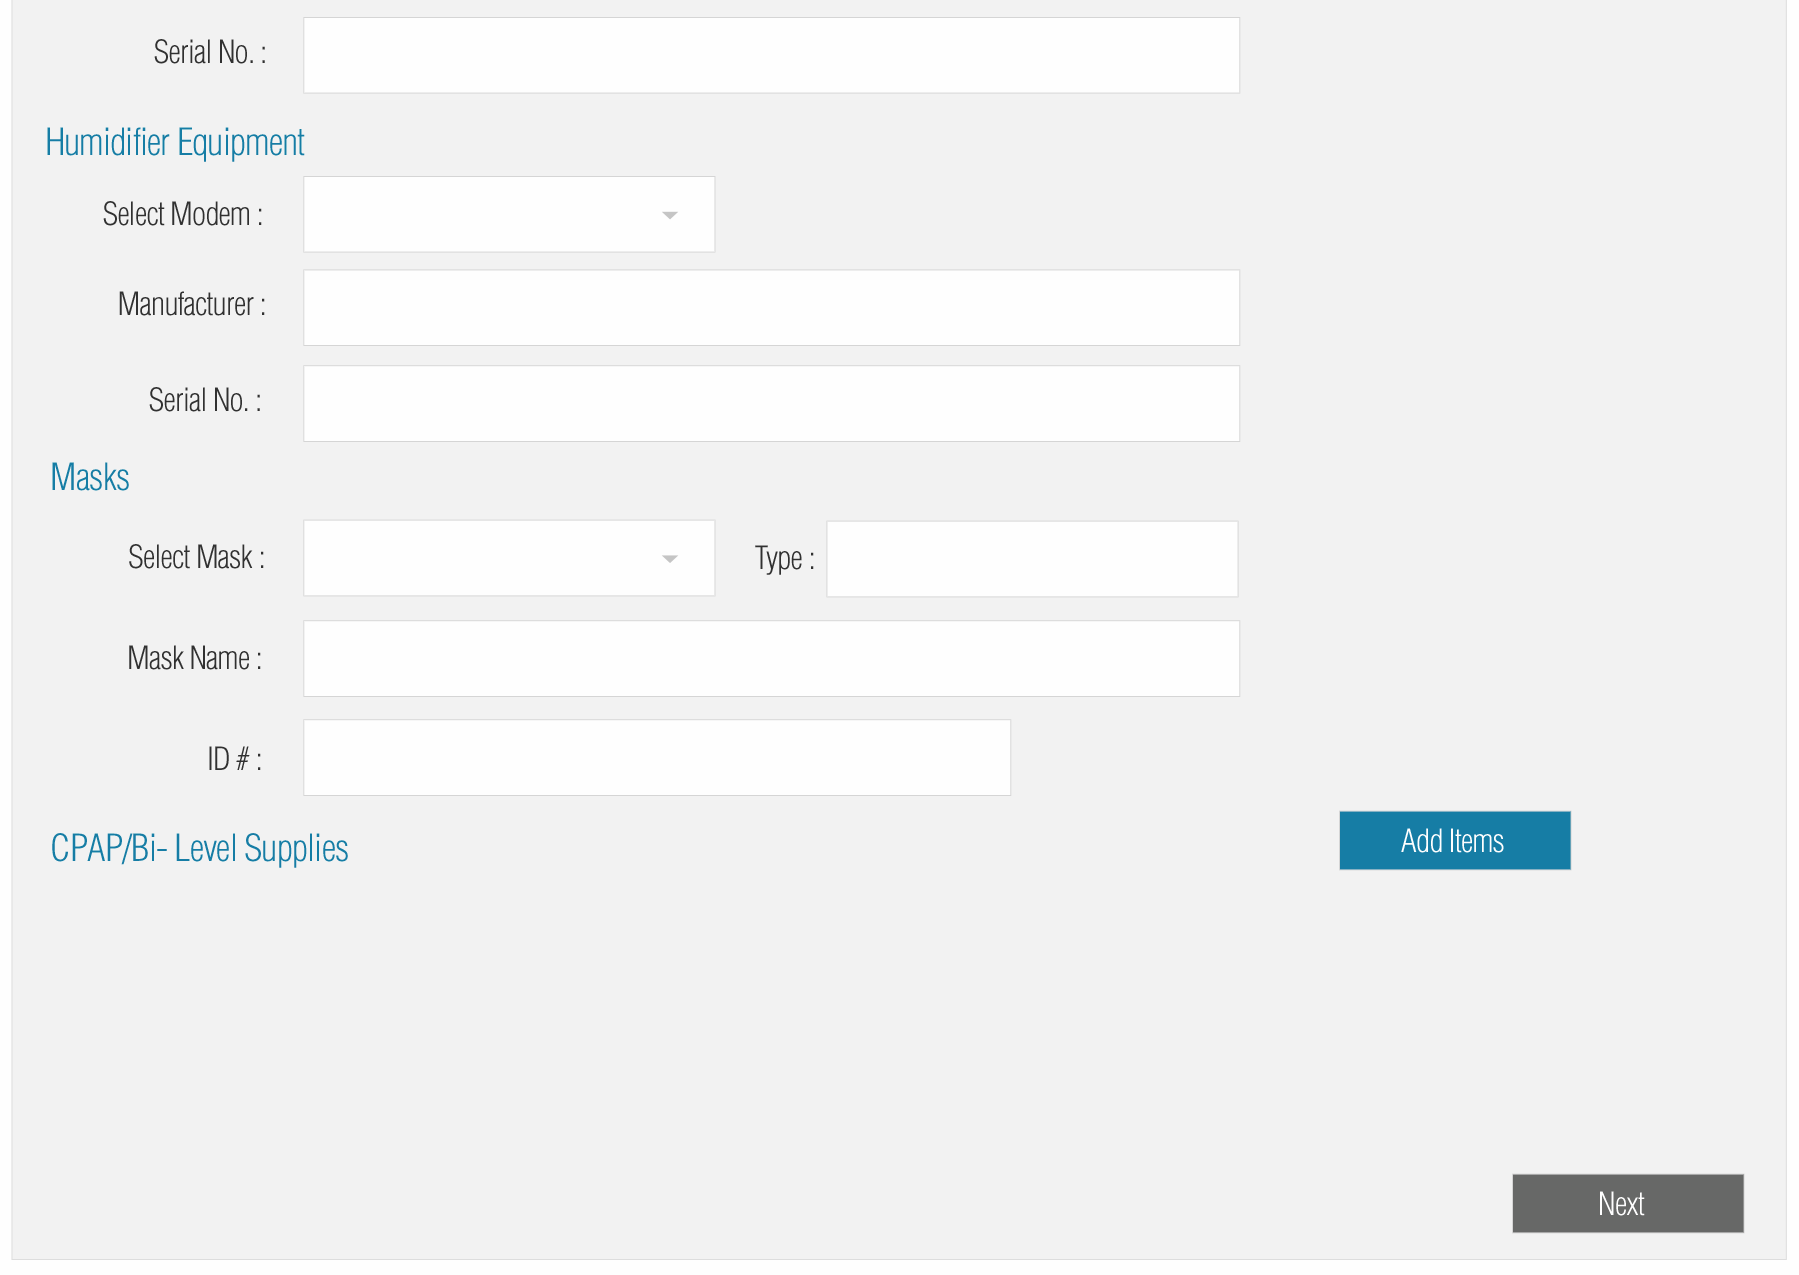 Serial No. :
Humidifier Equipment
Select Modem :
Manufacturer :
Serial No. :
Masks
Select Mask :
Type :
Mask Name :
ID # :
CPAP/Bi- Level Supplies
Add Items
Next